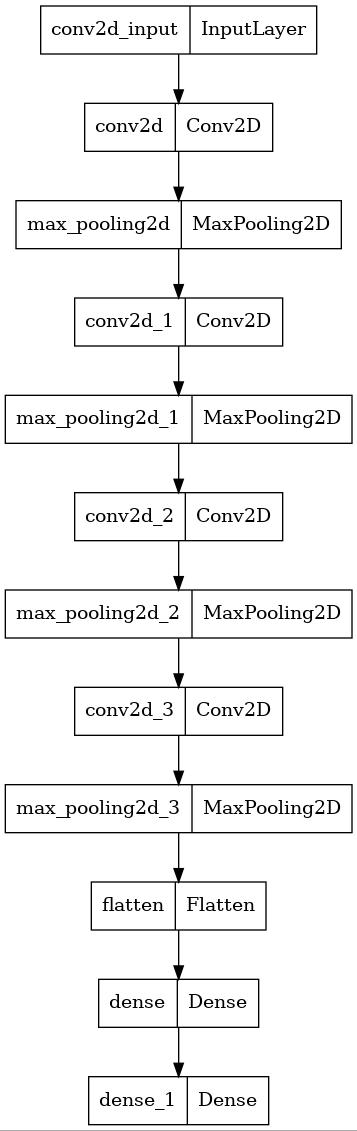 conv2d_input InputLayer
conv2d Conv2D
max_pooling2d MaxPooling2D
conv2d_1 Conv2D
max_pooling2d_1 MaxPooling2D
conv2d_2 Conv2D
max_pooling2d_2 MaxPooling2D
conv2d_3 Conv2D
max_pooling2d_3 MaxPooling2D
flatten Flatten
dense Dense
dense_1 Dense